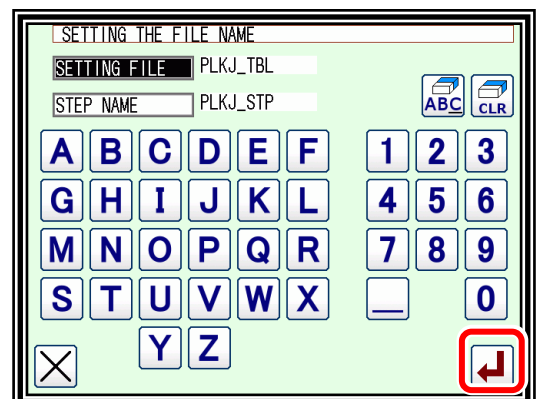 SETTING THE FILE NAME
SETTING FILE PLKJ_TBL
STEP NAME PLKJ_STP
ABC CLR
A B C D E F 1 2 3
G H I J K L 4 5 6
M N O P Q R 7 8 9
S T U V W X _ 0
Y Z